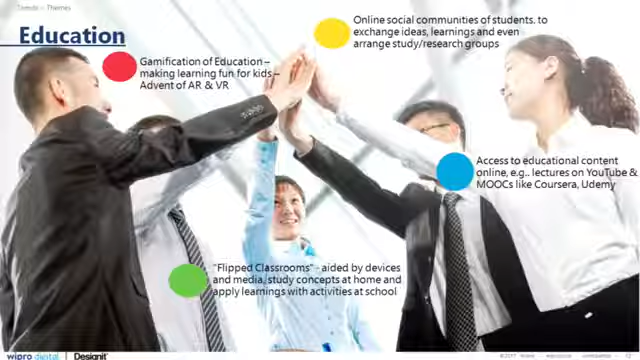 Trends > Themes
Education
Online social communities of students, to
exchange ideas, learnings and even
arrange study/research groups
Gamification of Education –
making learning fun for kids –
Advent of AR & VR
Access to educational content
online, e.g.. lectures on YouTube &
MOOCs like Coursera, Udemy
"Flipped Classrooms" - aided by devices
and media, study concepts at home and
apply learnings with activities at school
wipro digital | Designit